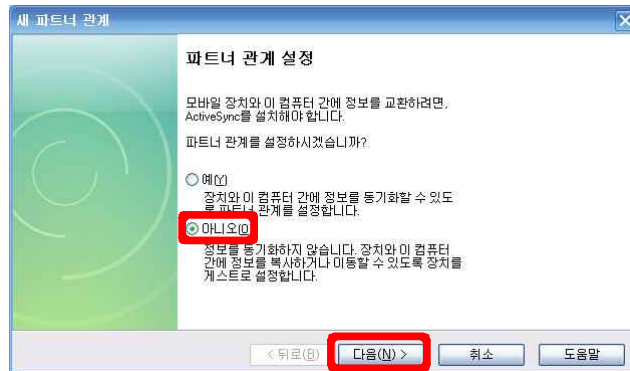 새 파트너 관계
파트너 관계 설정
모바일 장치와 이 컴퓨터 간에 정보를 교환하려면,
ActiveSync를 설치해야 합니다.
파트너 관계를 설정하시겠습니까?
예(Y)
장치와 이 컴퓨터 간에 정보를 동기화할 수 있도
록 파트너 관계를 설정합니다.
아니오(O)
정보를 동기화하지 않습니다. 장치와 이 컴퓨터
간에 정보를 복사하거나 이동할 수 있도록 장치를
게스트로 설정합니다.
< 뒤로(B) 다음(N) > 취소 도움말